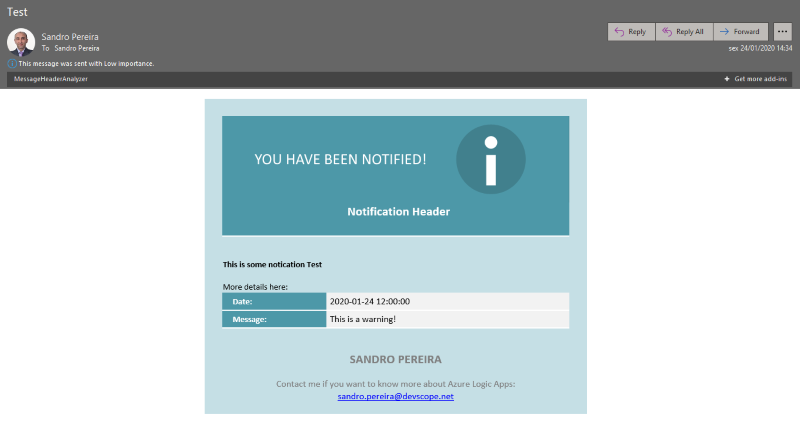 Test
Sandro Pereira
To Sandro Pereira
Reply
Reply All
Forward
sex 24/01/2020 14:34
This message was sent with Low importance.
MessageHeaderAnalyzer
+ Get more add-ins
YOU HAVE BEEN NOTIFIED!
Notification Header
This is some notication Test
More details here:
Date: 2020-01-24 12:00:00
Message: This is a warning!
SANDRO PEREIRA
Contact me if you want to know more about Azure Logic Apps:
sandro.pereira@devscope.net